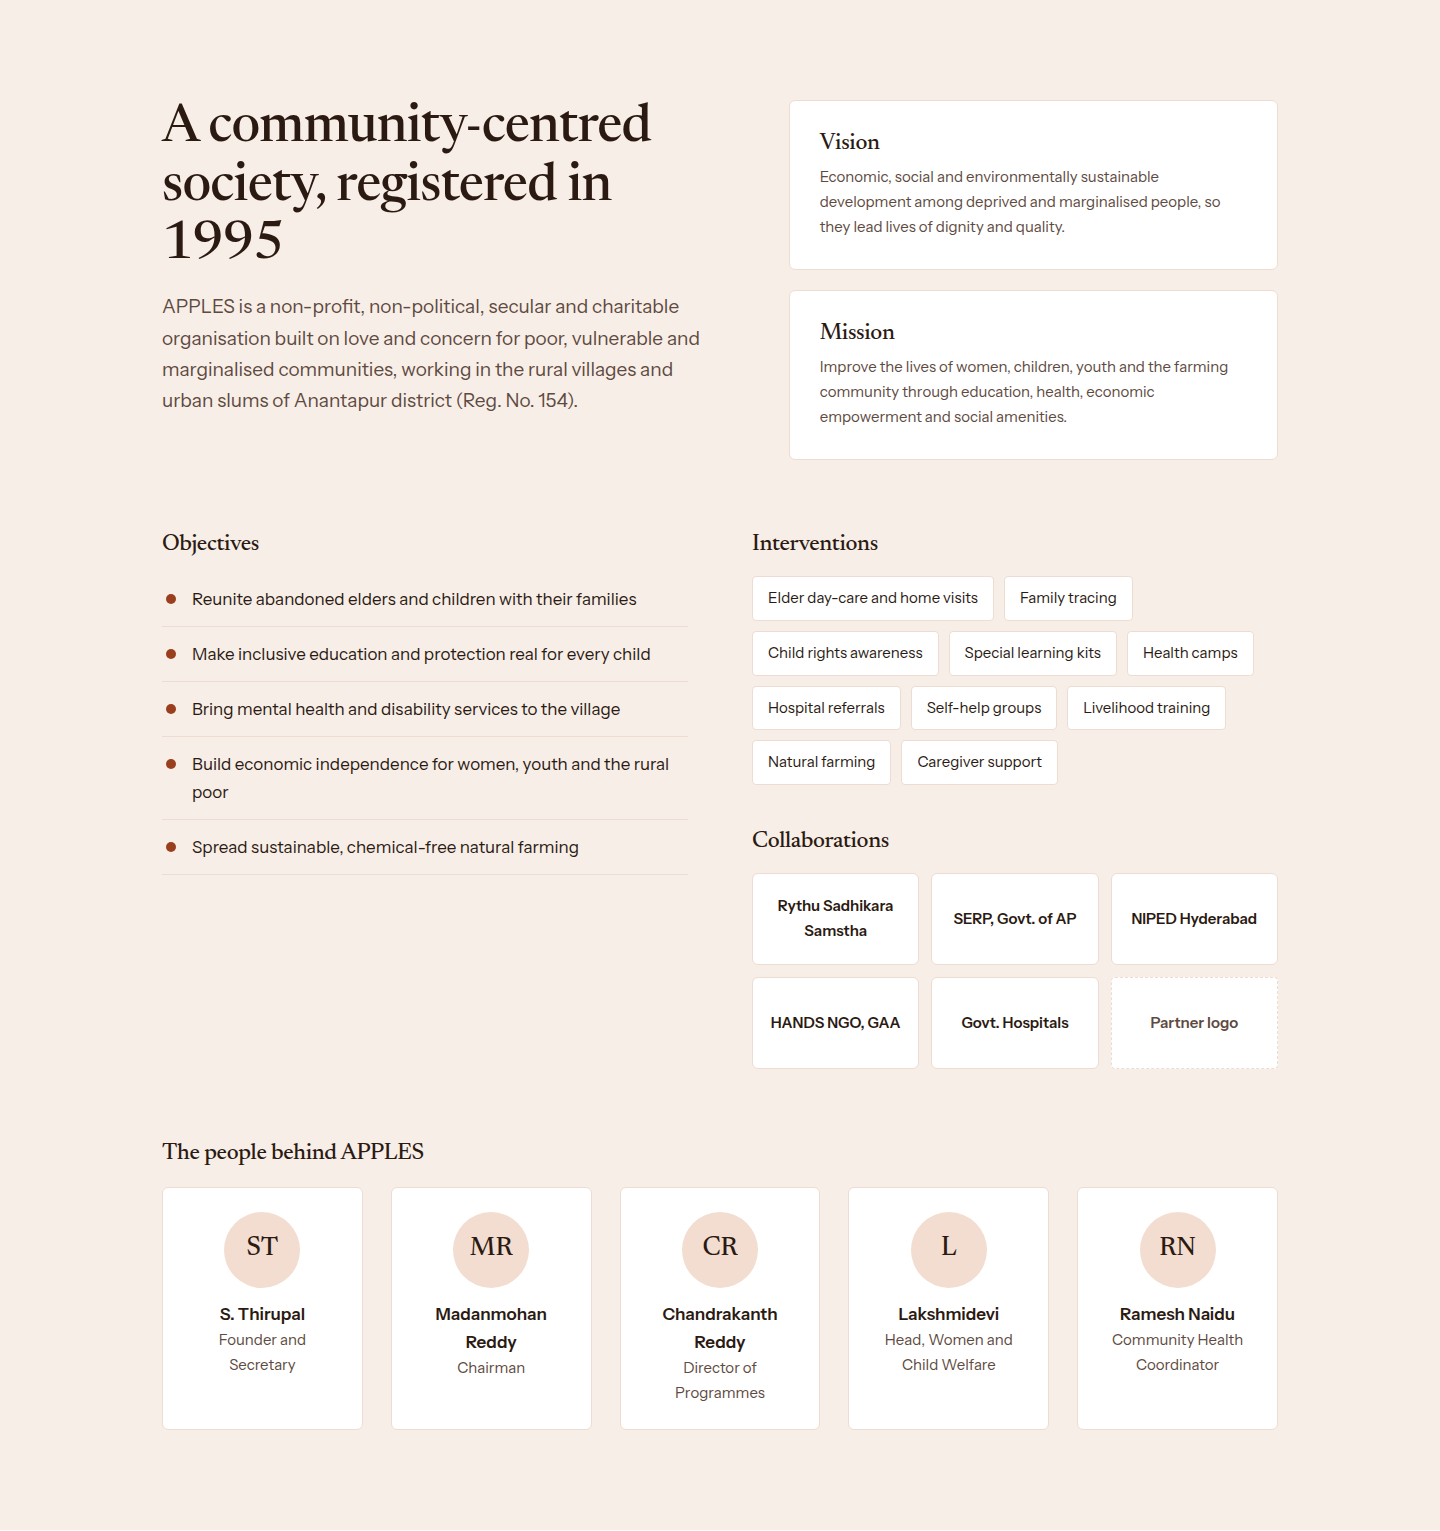 A community-centred
society, registered in
1995
APPLES is a non-profit, non-political, secular and charitable
organisation built on love and concern for poor, vulnerable and
marginalised communities, working in the rural villages and
urban slums of Anantapur district (Reg. No. 154).
Vision
Economic, social and environmentally sustainable
development among deprived and marginalised people, so
they lead lives of dignity and quality.
Mission
Improve the lives of women, children, youth and the farming
community through education, health, economic
empowerment and social amenities.
Objectives
Reunite abandoned elders and children with their families
Make inclusive education and protection real for every child
Bring mental health and disability services to the village
Build economic independence for women, youth and the rural
poor
Spread sustainable, chemical-free natural farming
Interventions
Elder day-care and home visits
Family tracing
Child rights awareness
Special learning kits
Health camps
Hospital referrals
Self-help groups
Livelihood training
Natural farming
Caregiver support
Collaborations
Rythu Sadhikara
Samstha
SERP, Govt. of AP
NIPED Hyderabad
HANDS NGO, GAA
Govt. Hospitals
Partner logo
The people behind APPLES
ST
S. Thirupal
Founder and
Secretary
MR
Madanmohan
Reddy
Chairman
CR
Chandrakanth
Reddy
Director of
Programmes
L
Lakshmidevi
Head, Women and
Child Welfare
RN
Ramesh Naidu
Community Health
Coordinator